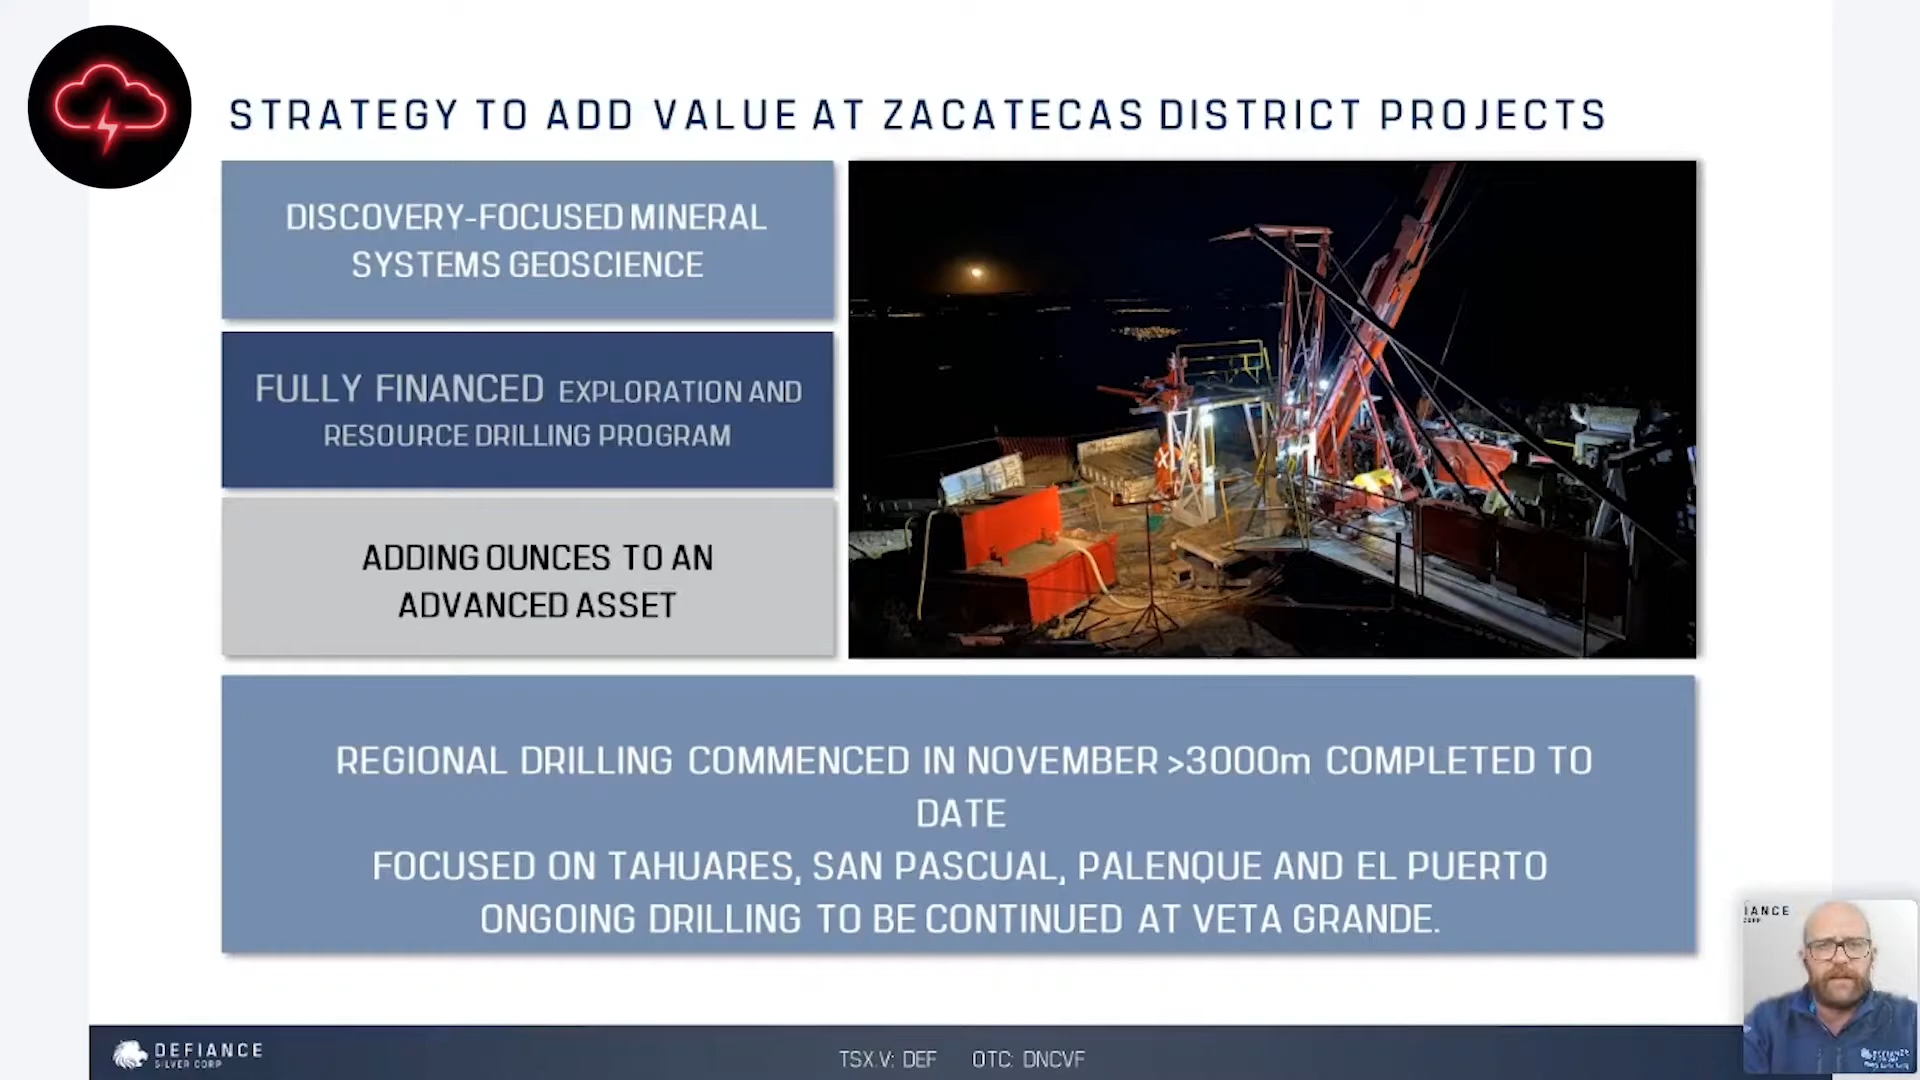 STRATEGY TO ADD VALUE AT ZACATECAS DISTRICT PROJECTS
DISCOVERY-FOCUSED MINERAL
SYSTEMS GEOSCIENCE
FULLY FINANCED EXPLORATION AND
RESOURCE DRILLING PROGRAM
ADDING OUNCES TO AN
ADVANCED ASSET
REGIONAL DRILLING COMMENCED IN NOVEMBER >3000m COMPLETED TO
DATE
FOCUSED ON TAHUARES, SAN PASCUAL, PALENQUE AND EL PUERTO
ONGOING DRILLING TO BE CONTINUED AT VETA GRANDE.
IANCE
CORP
DEFIANCE
SILVER CORP
TSX.V: DEF OTC: DNCVF
DEFIANCE